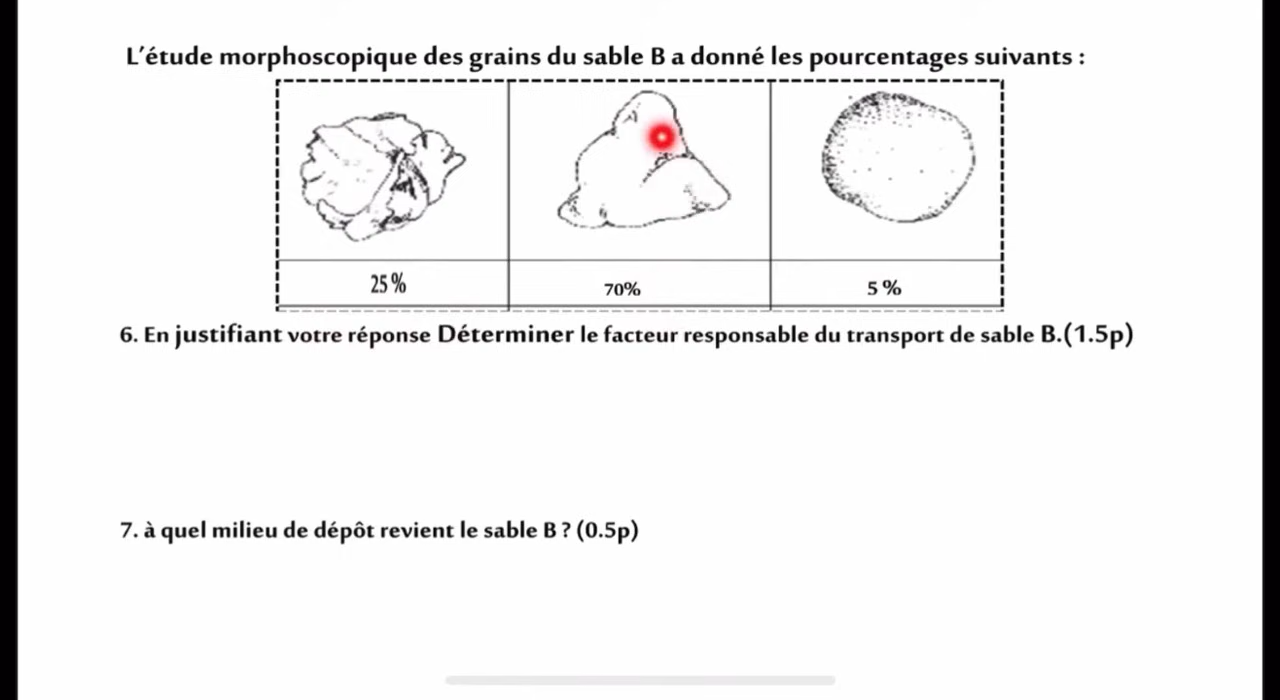 L'étude morphoscopique des grains du sable B a donné les pourcentages suivants :
25 % 70% 5 %
6. En justifiant votre réponse Déterminer le facteur responsable du transport de sable B.(1.5p)
7. à quel milieu de dépôt revient le sable B ? (0.5p)